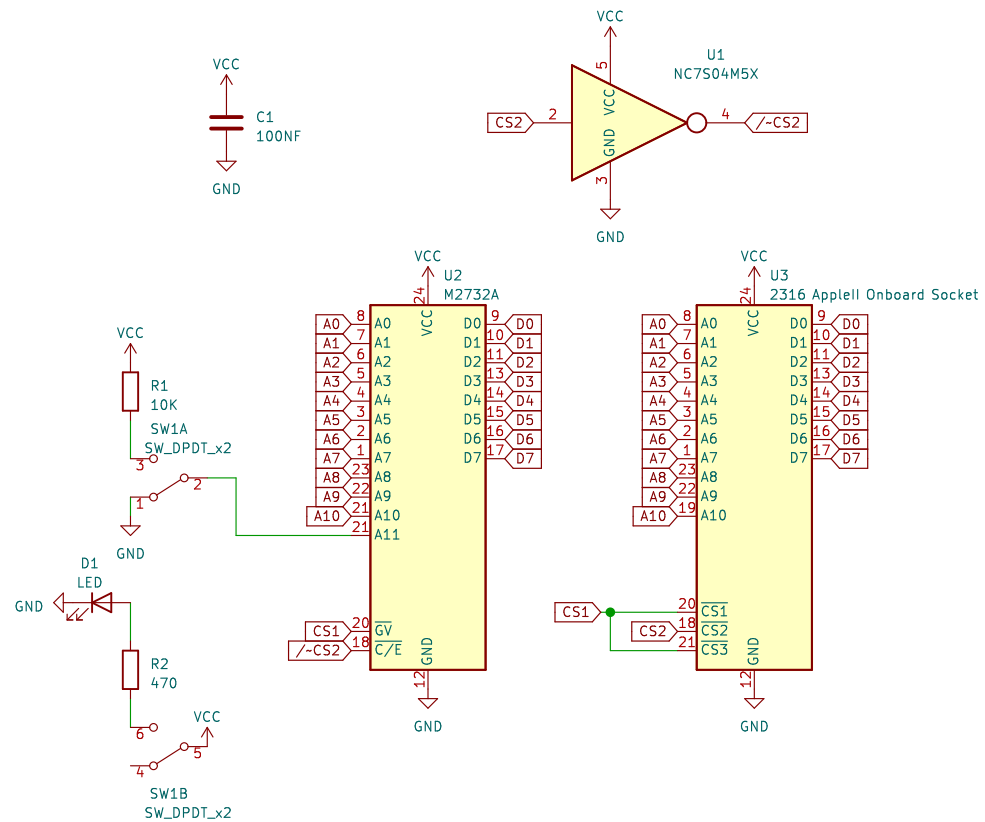 VCC
C1
100NF
GND
VCC
U1
NC7S04M5X
5
VCC
CS2
2
4
/~CS2
GND
3
GND
VCC
U2
M2732A
24
VCC
A0 8 A0
A1 7 A1
A2 6 A2
A3 5 A3
A4 4 A4
A5 3 A5
A6 2 A6
A7 1 A7
A8 23 A8
A9 22 A9
A10 21 A10
21 A11
CS1 20 GV
/~CS2 18 C/E
D0 9 D0
D1 10 D1
D2 11 D2
D3 13 D3
D4 14 D4
D5 15 D5
D6 16 D6
D7 17 D7
GND
12
GND
VCC
U3
2316 AppleII Onboard Socket
24
VCC
A0 8 A0
A1 7 A1
A2 6 A2
A3 5 A3
A4 4 A4
A5 3 A5
A6 2 A6
A7 1 A7
A8 23 A8
A9 22 A9
A10 19 A10
CS1 20 CS1
CS2 18 CS2
21 CS3
D0 9 D0
D1 10 D1
D2 11 D2
D3 13 D3
D4 14 D4
D5 15 D5
D6 16 D6
D7 17 D7
GND
12
GND
VCC
R1
10K
SW1A
SW_DPDT_x2
3
2
1
GND
D1
LED
GND
R2
470
VCC
6
5
4
SW1B
SW_DPDT_x2